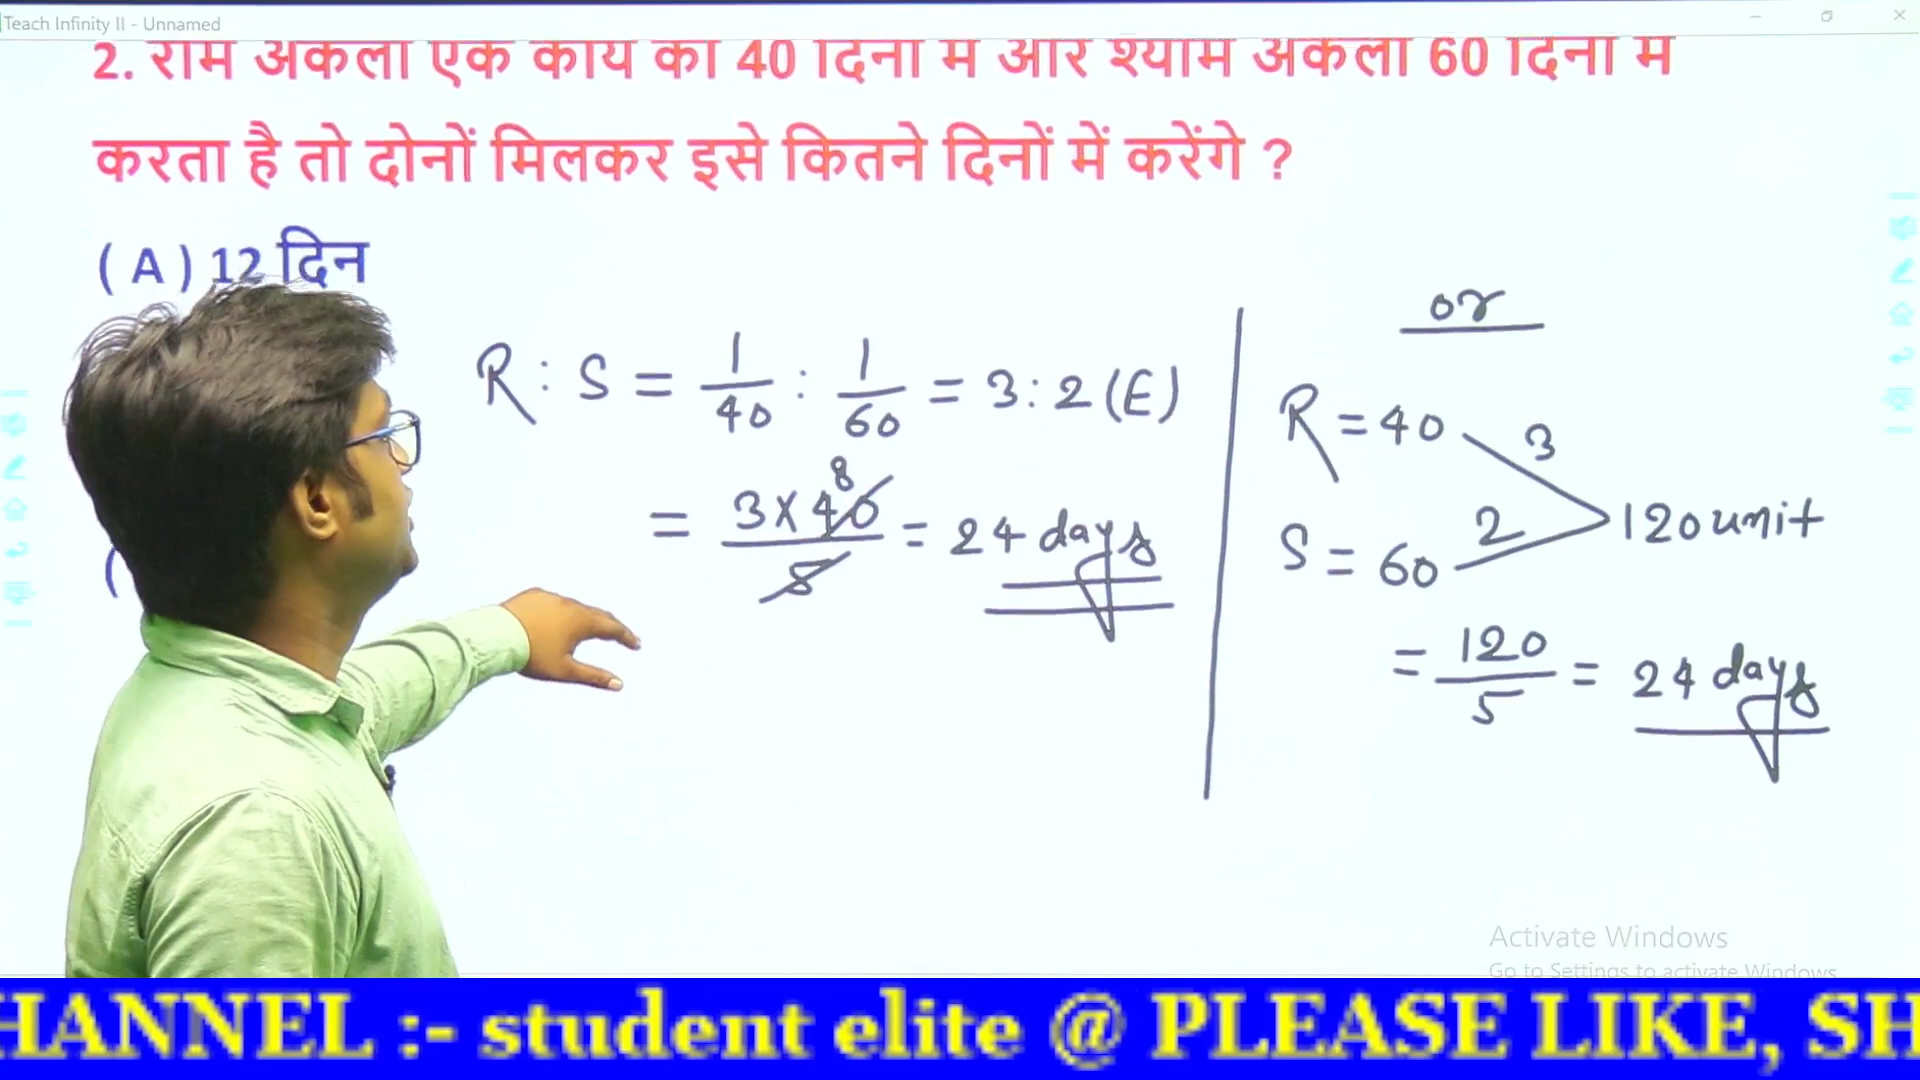 Teach Infinity II - Unnamed
2. राम अकेला एक कार्य को 40 दिनों में और श्याम अकेला 60 दिनों में
करता है तो दोनों मिलकर इसे कितने दिनों में करेंगे ?
( A ) 12 दिन
(
R : S = 1/40 : 1/60 = 3 : 2 (E)
= 3 x 40 8 / 5 = 24 days
or
R = 40 3
S = 60 2
120 unit
= 120/5 = 24 days
Activate Windows
Go to Settings to activate Windows
HANNEL :- student elite @ PLEASE LIKE, SH